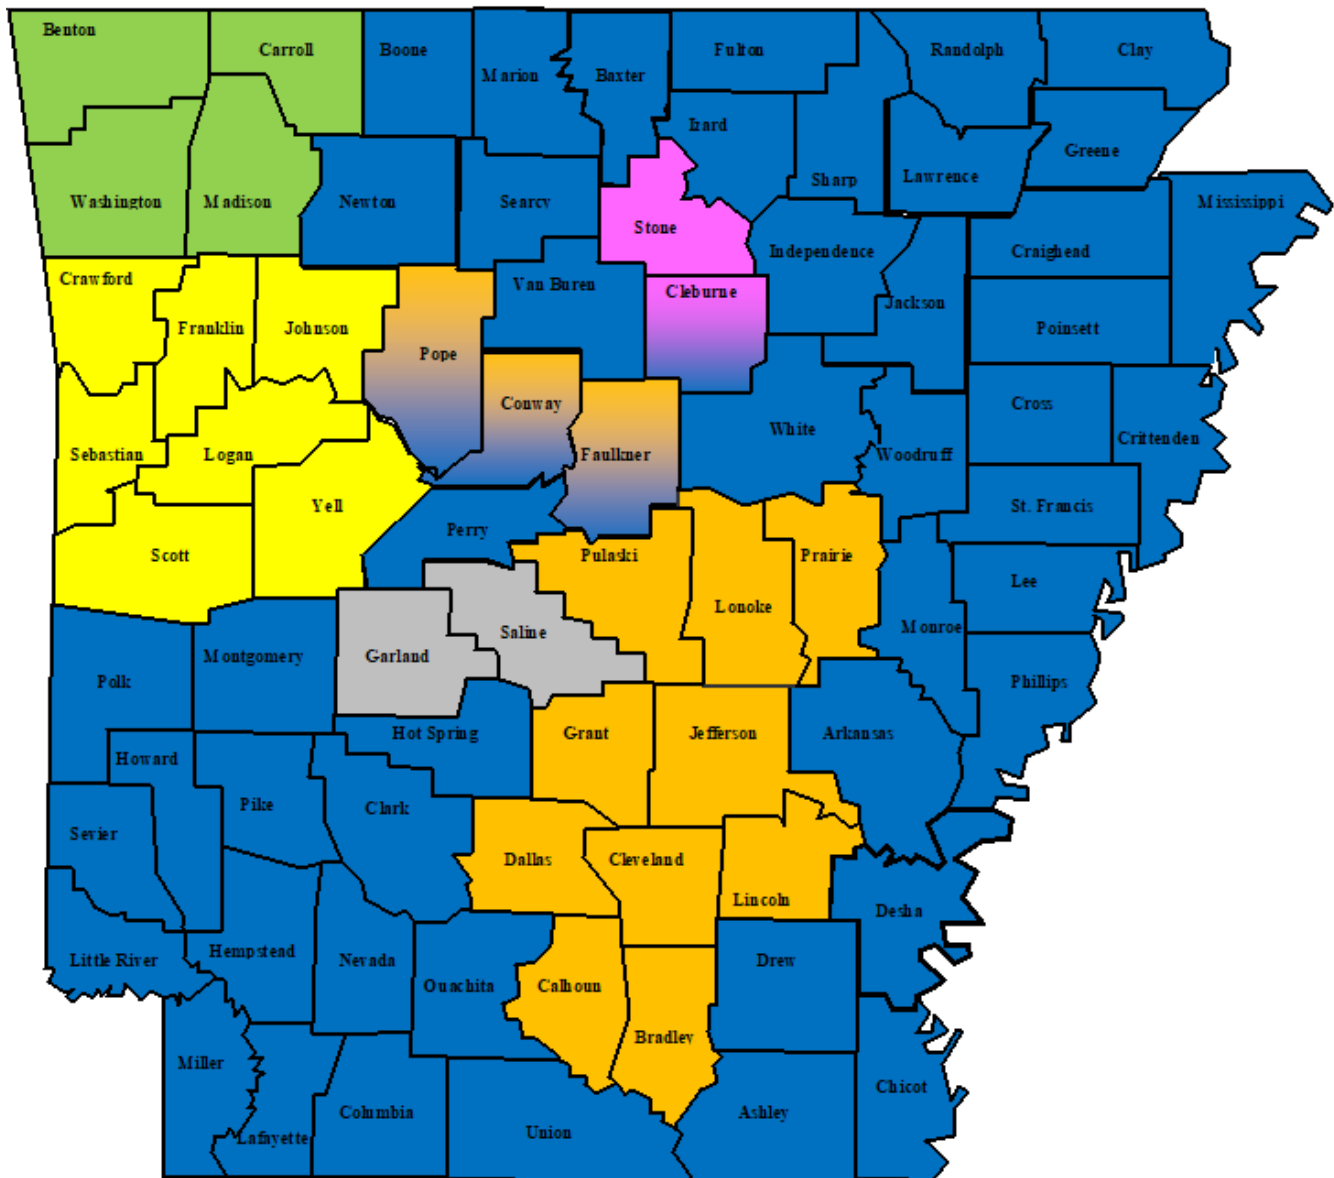 Benton
Carroll
Boone
Marion
Baxter
Fulton
Randolph
Clay
Izard
Greene
Washington
Madison
Newton
Searcy
Stone
Sharp
Lawrence
Mississippi
Crawford
Franklin
Johnson
Van Buren
Cleburne
Independence
Jackson
Craighead
Poinsett
Pope
Conway
Faulkner
White
Woodruff
Cross
Crittenden
Sebastian
Logan
Yell
Scott
Perry
Pulaski
Prairie
St. Francis
Lee
Lonoke
Saline
Garland
Monroe
Montgomery
Polk
Phillips
Hot Spring
Grant
Jefferson
Arkansas
Howard
Pike
Clark
Sevier
Dallas
Cleveland
Lincoln
Desha
Little River
Hempstead
Nevada
Ouachita
Calhoun
Drew
Bradley
Miller
Chicot
Columbia
Lafayette
Union
Ashley